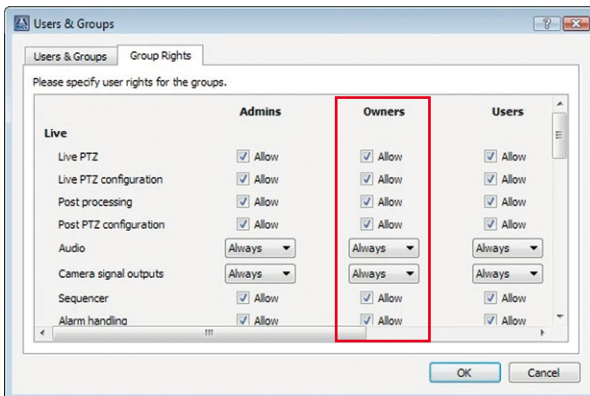 Users & Groups
Users & Groups Group Rights
Please specify user rights for the groups.
Admins Owners Users
Live
Live PTZ Allow Allow Allow
Live PTZ configuration Allow Allow Allow
Post processing Allow Allow Allow
Post PTZ configuration Allow Allow Allow
Audio Always Always Always
Camera signal outputs Always Always Always
Sequencer Allow Allow Allow
Alarm handling Allow Allow Allow
OK Cancel